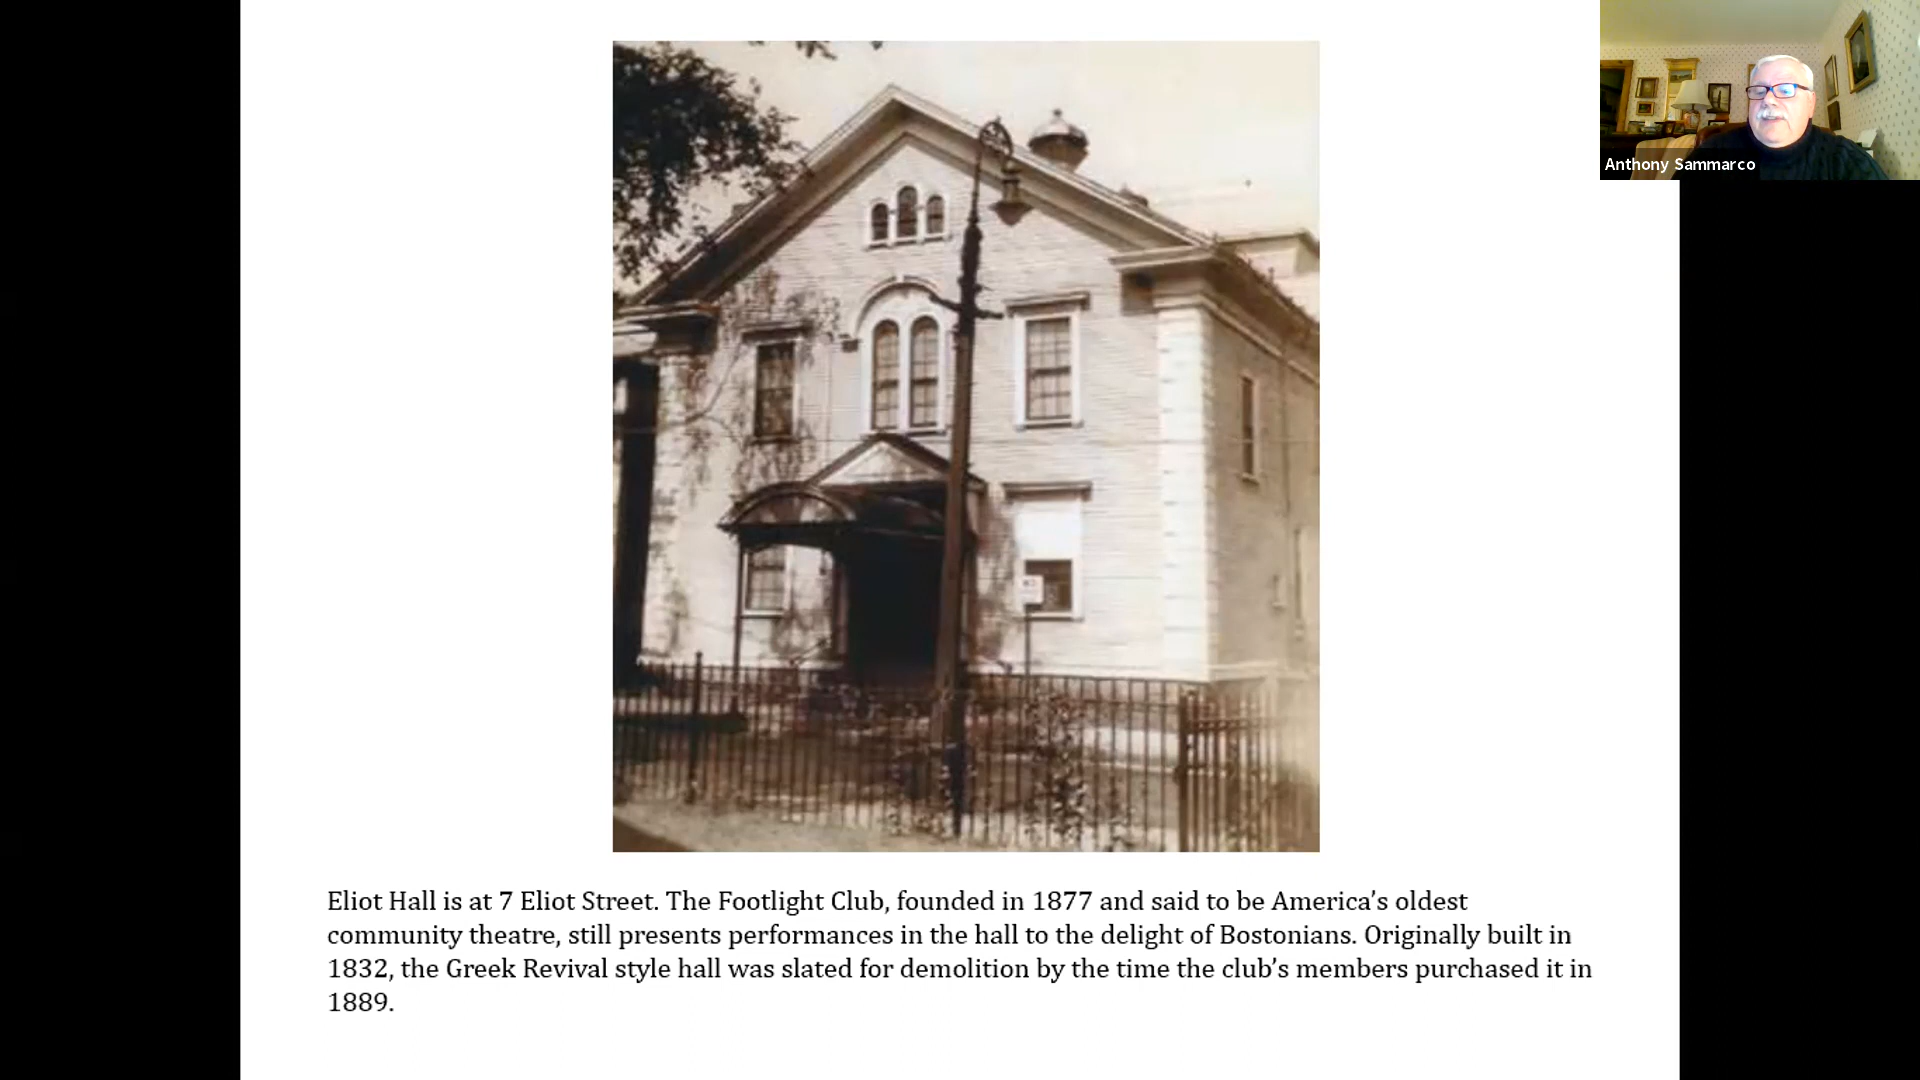 Anthony Sammarco
Eliot Hall is at 7 Eliot Street. The Footlight Club, founded in 1877 and said to be America’s oldest
community theatre, still presents performances in the hall to the delight of Bostonians. Originally built in
1832, the Greek Revival style hall was slated for demolition by the time the club’s members purchased it in
1889.